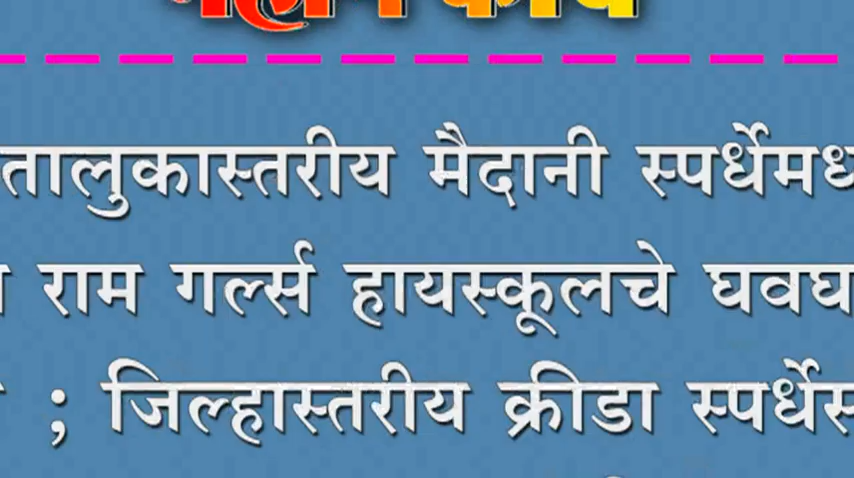 तालुकास्तरीय मैदानी स्पर्धेमध
राम गर्ल्स हायस्कूलचे घवघ
; जिल्हास्तरीय क्रीडा स्पर्धेस